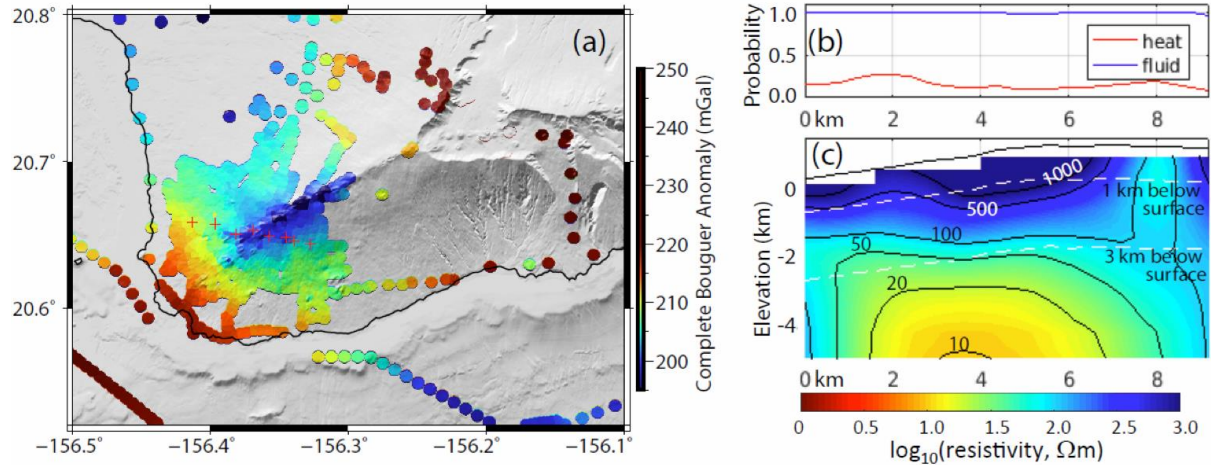 (a)
20.8°
20.7°
20.6°
−156.5°
−156.4°
−156.3°
−156.2°
−156.1°
250
240
230
220
210
200
Complete Bouguer Anomaly (mGal)
(b)
1.0
0.5
0.0
Probability
heat
fluid
0 km
2
4
6
8
(c)
0
-2
-4
Elevation (km)
1000
500
100
50
20
10
1 km below
surface
3 km below
surface
0 km
2
4
6
8
0.0
0.5
1.0
1.5
2.0
2.5
3.0
log10(resistivity, Ωm)